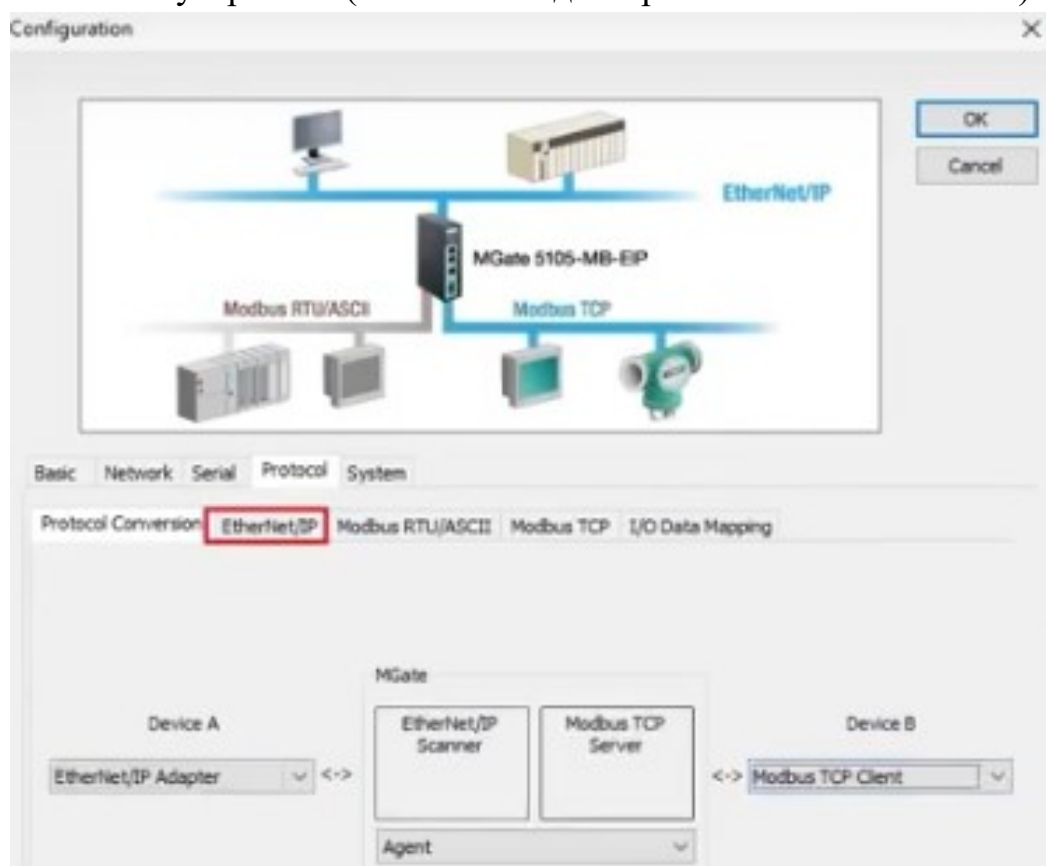 Configuration
OK
Cancel
EtherNet/IP
MGate 5105-MB-EIP
Modbus RTU/ASCII
Modbus TCP
Basic Network Serial Protocol System
Protocol Conversion EtherNet/IP Modbus RTU/ASCII Modbus TCP I/O Data Mapping
MGate
Device A
EtherNet/IP Scanner
Modbus TCP Server
Device B
EtherNet/IP Adapter <->
<-> Modbus TCP Client
Agent